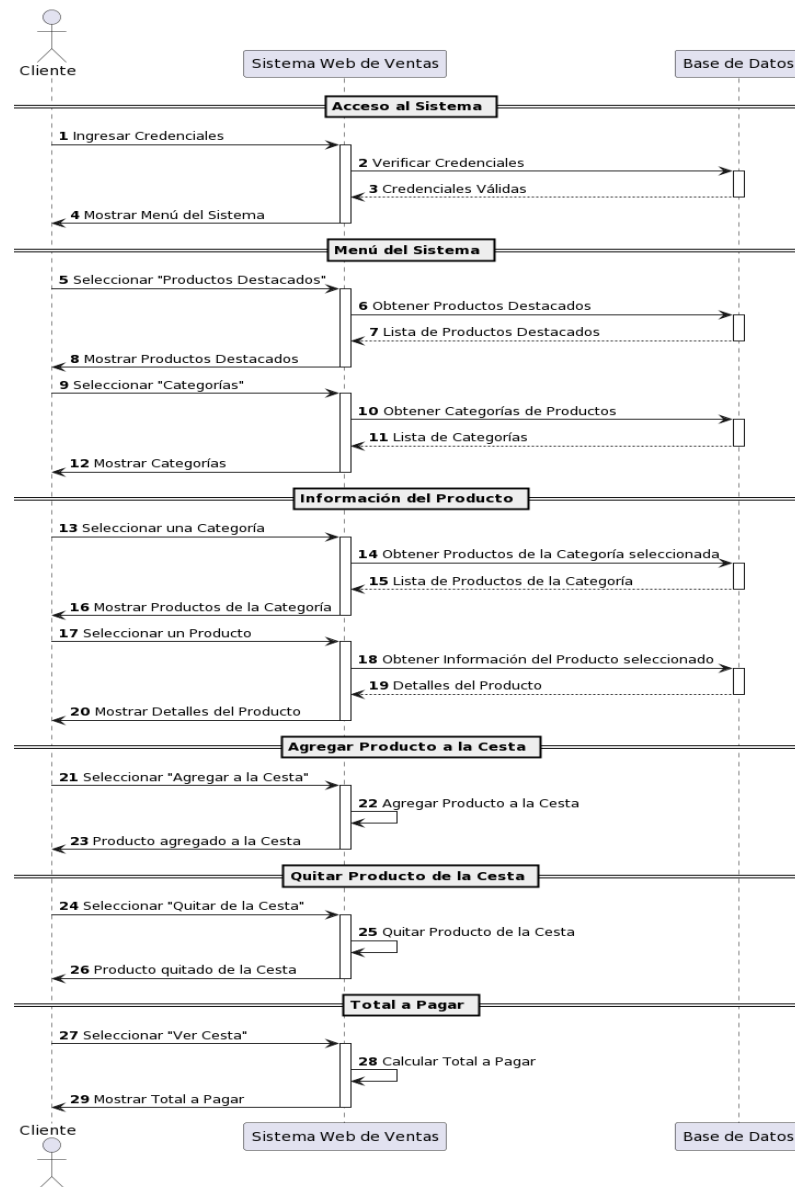 Cliente
Sistema Web de Ventas
Base de Datos
Acceso al Sistema
1 Ingresar Credenciales
2 Verificar Credenciales
3 Credenciales Válidas
4 Mostrar Menú del Sistema
Menú del Sistema
5 Seleccionar "Productos Destacados"
6 Obtener Productos Destacados
7 Lista de Productos Destacados
8 Mostrar Productos Destacados
9 Seleccionar "Categorías"
10 Obtener Categorías de Productos
11 Lista de Categorías
12 Mostrar Categorías
Información del Producto
13 Seleccionar una Categoría
14 Obtener Productos de la Categoría seleccionada
15 Lista de Productos de la Categoría
16 Mostrar Productos de la Categoría
17 Seleccionar un Producto
18 Obtener Información del Producto seleccionado
19 Detalles del Producto
20 Mostrar Detalles del Producto
Agregar Producto a la Cesta
21 Seleccionar "Agregar a la Cesta"
22 Agregar Producto a la Cesta
23 Producto agregado a la Cesta
Quitar Producto de la Cesta
24 Seleccionar "Quitar de la Cesta"
25 Quitar Producto de la Cesta
26 Producto quitado de la Cesta
Total a Pagar
27 Seleccionar "Ver Cesta"
28 Calcular Total a Pagar
29 Mostrar Total a Pagar
Cliente
Sistema Web de Ventas
Base de Datos